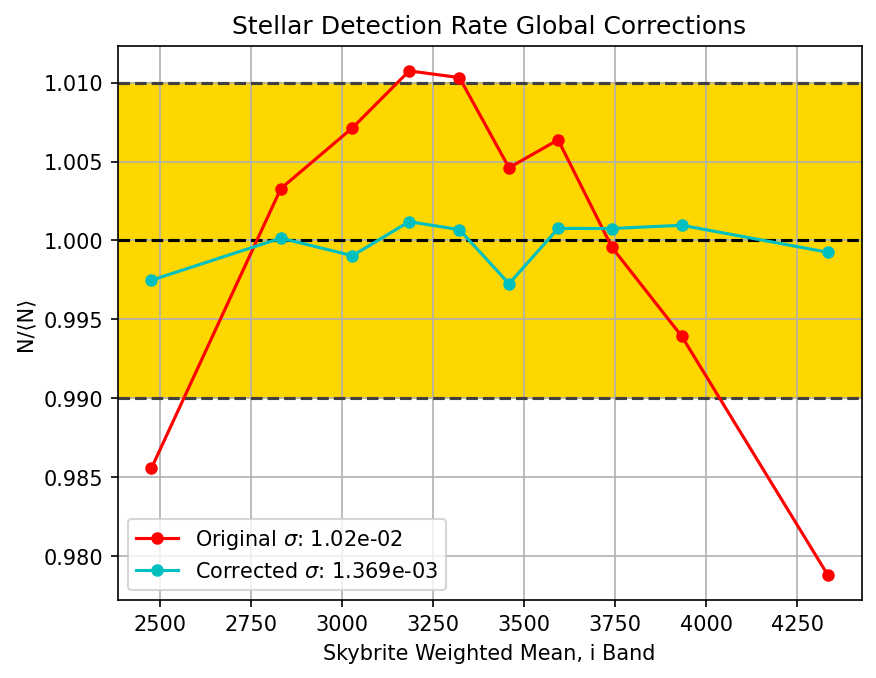 Stellar Detection Rate Global Corrections
1.010
1.005
1.000
0.995
0.990
0.985
0.980
N/⟨N⟩
Original σ: 1.02e-02
Corrected σ: 1.369e-03
2500 2750 3000 3250 3500 3750 4000 4250
Skybrite Weighted Mean, i Band